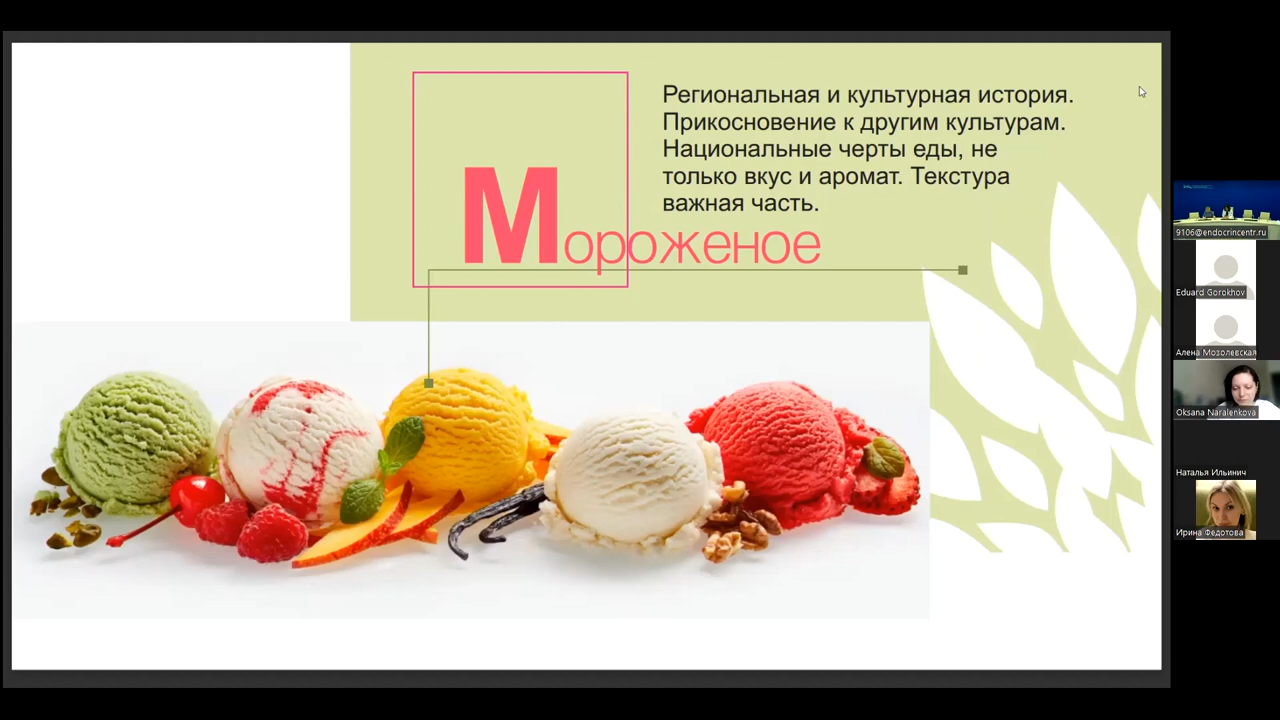 Региональная и культурная история.
Прикосновение к другим культурам.
Национальные черты еды, не
только вкус и аромат. Текстура
важная часть.
Мороженое
9106@endocrincentr.ru
Eduard Gorokhov
Алена Мозолевская
Oksana Naralenkova
Наталья Ильинич
Ирина Федотова